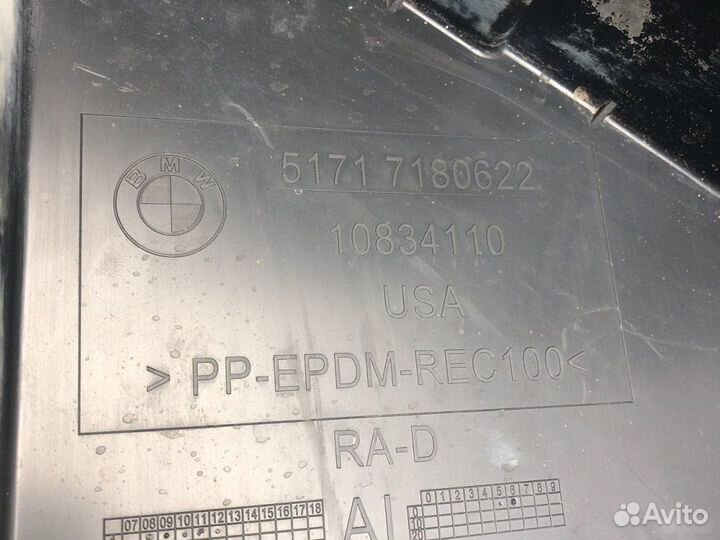 BMW
5171 7180622
10834110
USA
> PP-EPDM-REC100<
RA-D
AI
0 1 2 3 4 5 6 7 8 9
0
10
20
07 08 09 10 11 12 13 14 15 16 17 18
Avito